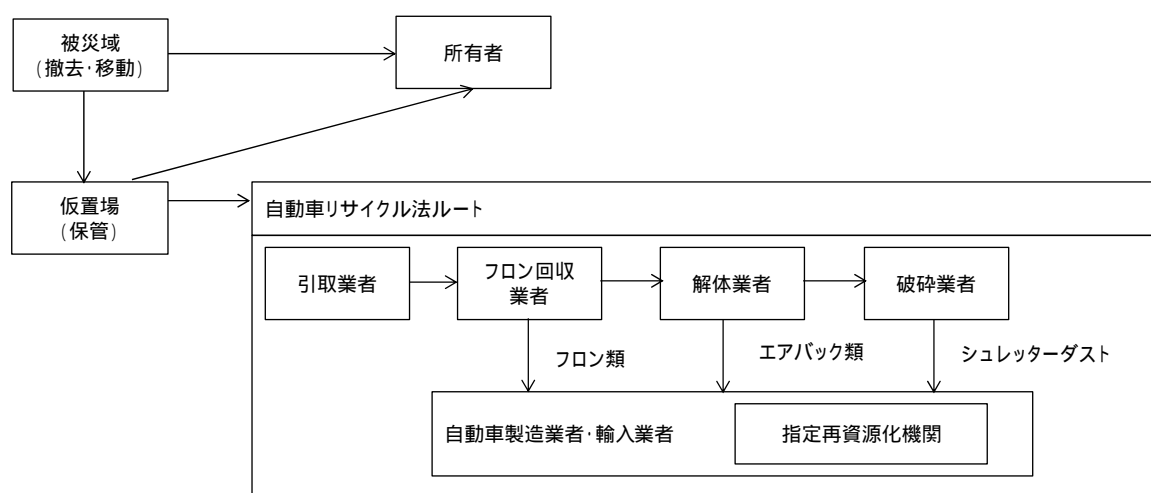 被災域
(撤去･移動)
所有者
仮置場
(保管)
自動車リサイクル法ルート
引取業者
フロン回収
業者
解体業者
破砕業者
フロン類
エアバック類
シュレッターダスト
自動車製造業者･輸入業者
指定再資源化機関